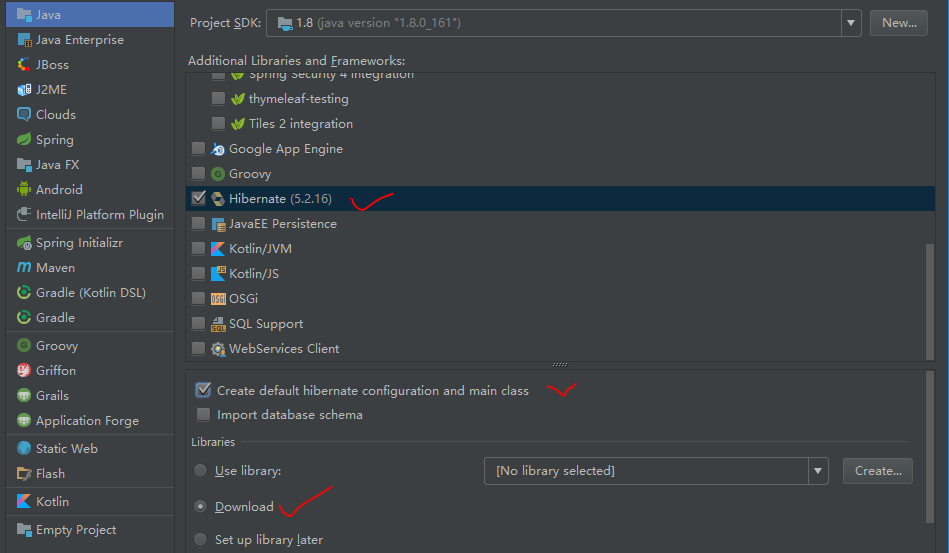 Java
Java Enterprise
JBoss
J2ME
Clouds
Spring
Java FX
Android
IntelliJ Platform Plugin
Spring Initializr
Maven
Gradle (Kotlin DSL)
Gradle
Groovy
Griffon
Grails
Application Forge
Static Web
Flash
Kotlin
Empty Project
Project SDK: 1.8 (java version "1.8.0_161") New...
Additional Libraries and Frameworks:
Spring Security 4 integration
thymeleaf-testing
Tiles 2 integration
Google App Engine
Groovy
Hibernate (5.2.16)
JavaEE Persistence
Kotlin/JVM
Kotlin/JS
OSGi
SQL Support
WebServices Client
Create default hibernate configuration and main class
Import database schema
Libraries
Use library: [No library selected] Create...
Download
Set up library later